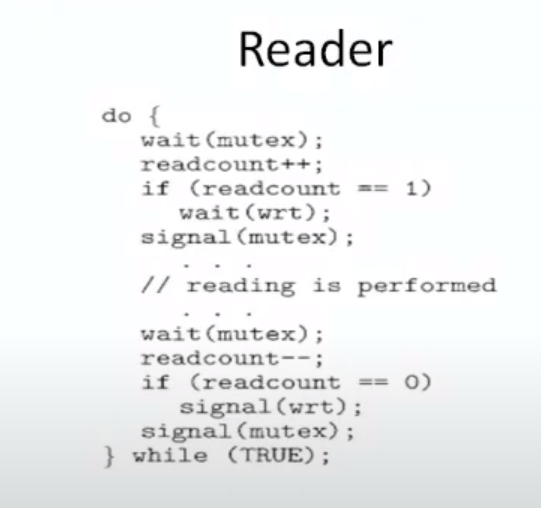 Reader
do {
wait(mutex);
readcount++;
if (readcount == 1)
wait(wrt);
signal(mutex);
. . .
// reading is performed
. . .
wait(mutex);
readcount--;
if (readcount == 0)
signal(wrt);
signal(mutex);
} while (TRUE);